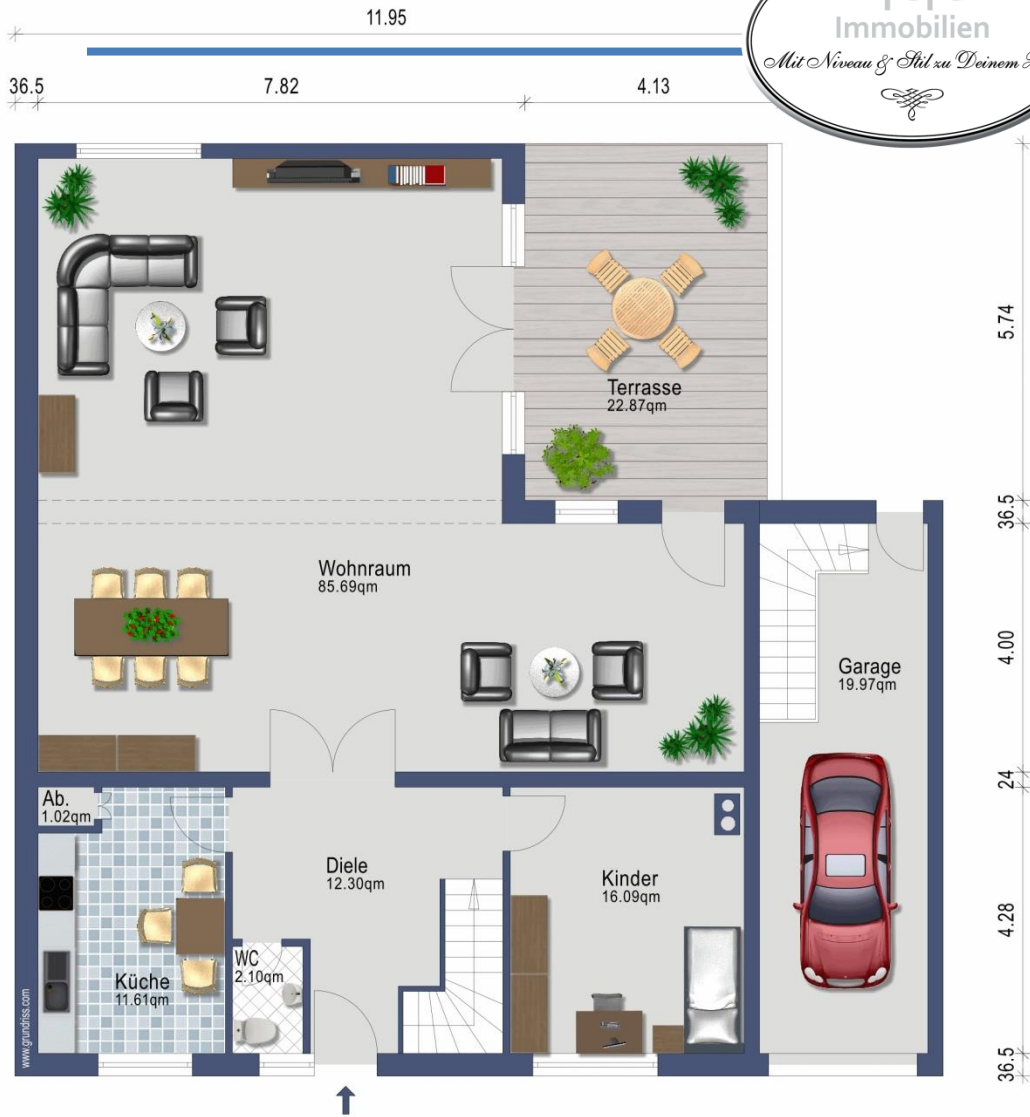 11.95
Immobilien
Mit Niveau & Stil zu Deinem
36.5
7.82
4.13
5.74
Terrasse
22.87qm
36.5
Wohnraum
85.69qm
4.00
Garage
19.97qm
24
Ab.
1.02qm
Diele
12.30qm
Kinder
16.09qm
4.28
WC
2.10qm
Küche
11.61qm
www.grundriss.com
36.5